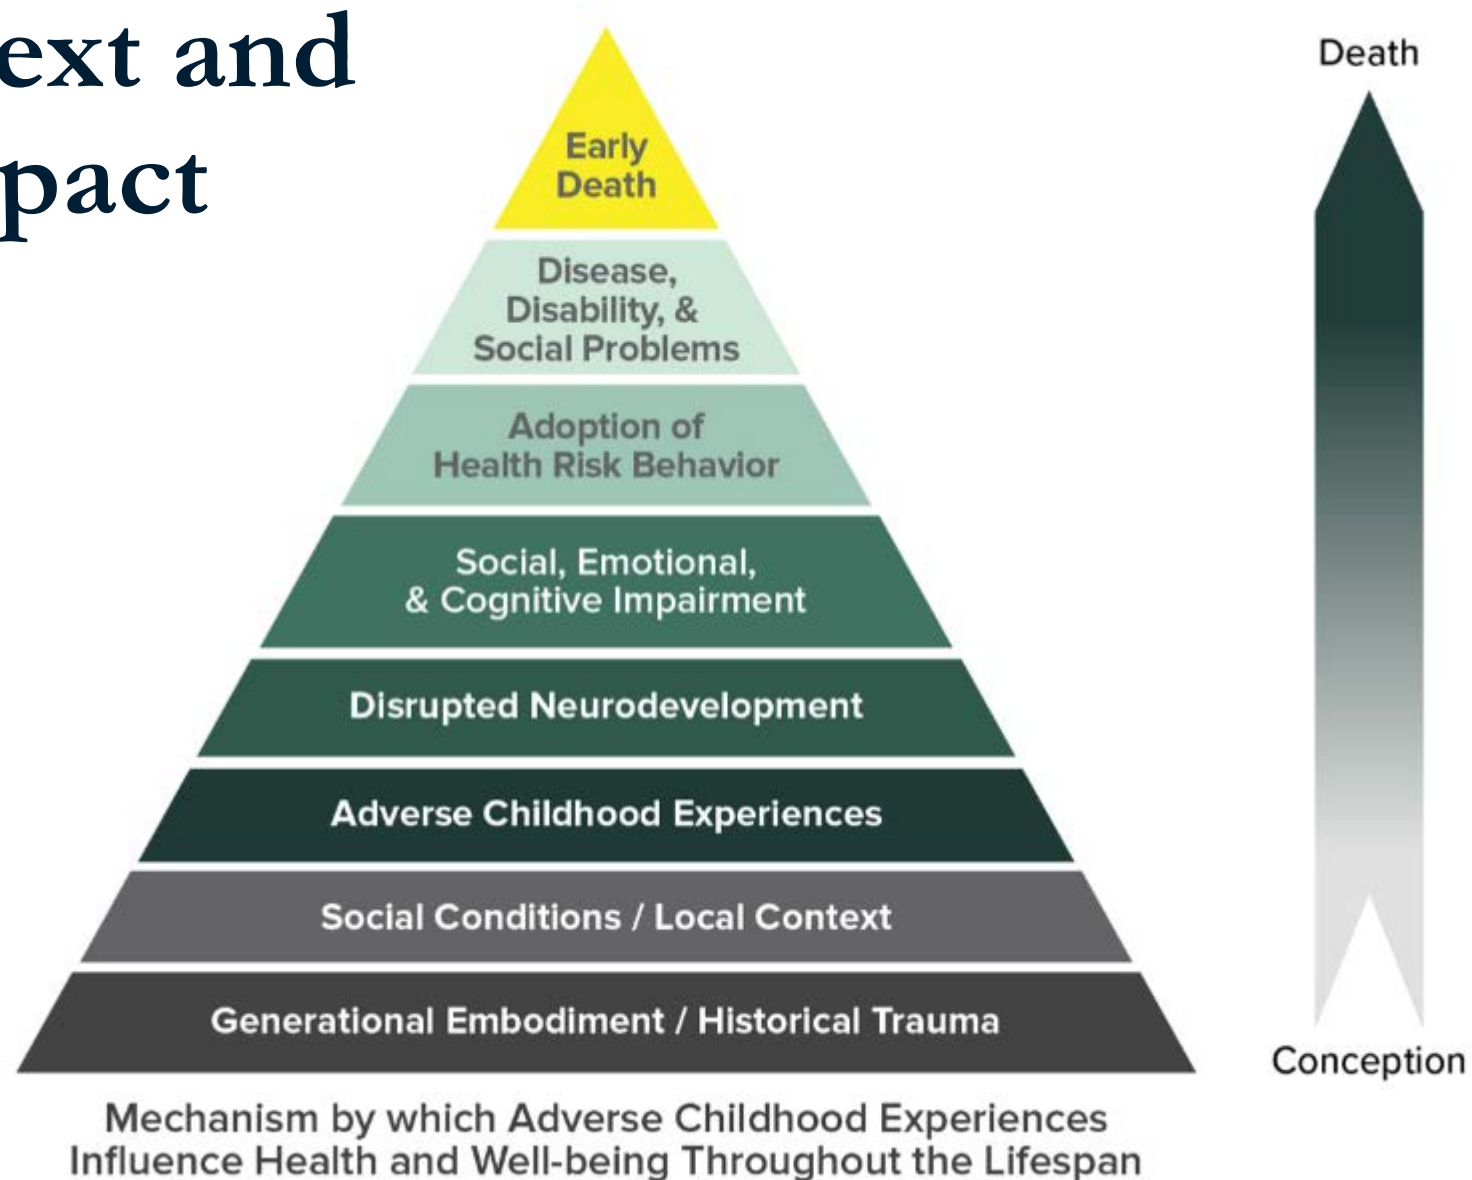 ext and
pact
Death
Early
Death
Disease,
Disability, &
Social Problems
Adoption of
Health Risk Behavior
Social, Emotional,
& Cognitive Impairment
Disrupted Neurodevelopment
Adverse Childhood Experiences
Social Conditions / Local Context
Generational Embodiment / Historical Trauma
Conception
Mechanism by which Adverse Childhood Experiences
Influence Health and Well-being Throughout the Lifespan